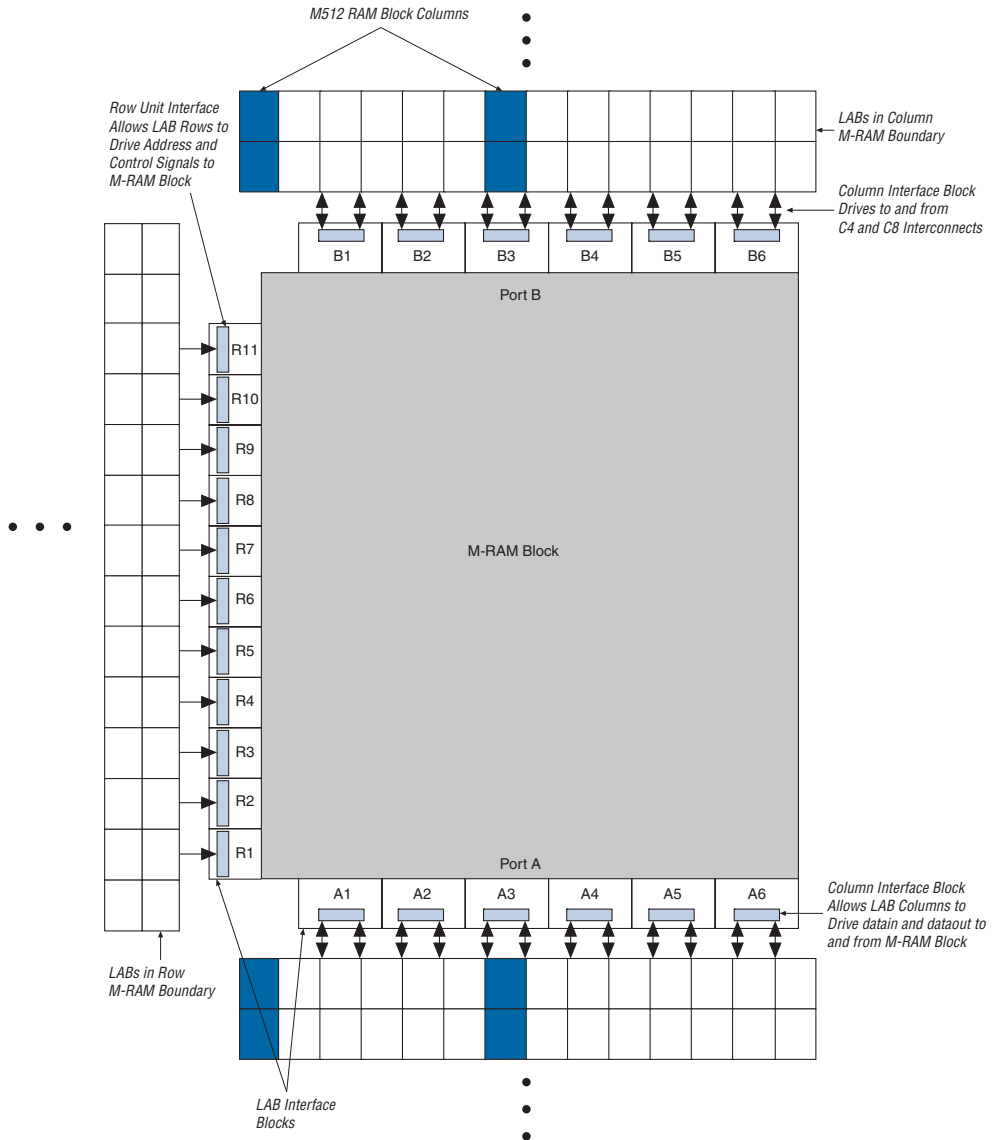 M512 RAM Block Columns
Row Unit Interface
Allows LAB Rows to
Drive Address and
Control Signals to
M-RAM Block
LABs in Column
M-RAM Boundary
Column Interface Block
Drives to and from
C4 and C8 Interconnects
B1 B2 B3 B4 B5 B6
Port B
R11
R10
R9
R8
R7
M-RAM Block
R6
R5
R4
R3
R2
R1
Port A
A1 A2 A3 A4 A5 A6
Column Interface Block
Allows LAB Columns to
Drive datain and dataout to
and from M-RAM Block
LABs in Row
M-RAM Boundary
LAB Interface
Blocks